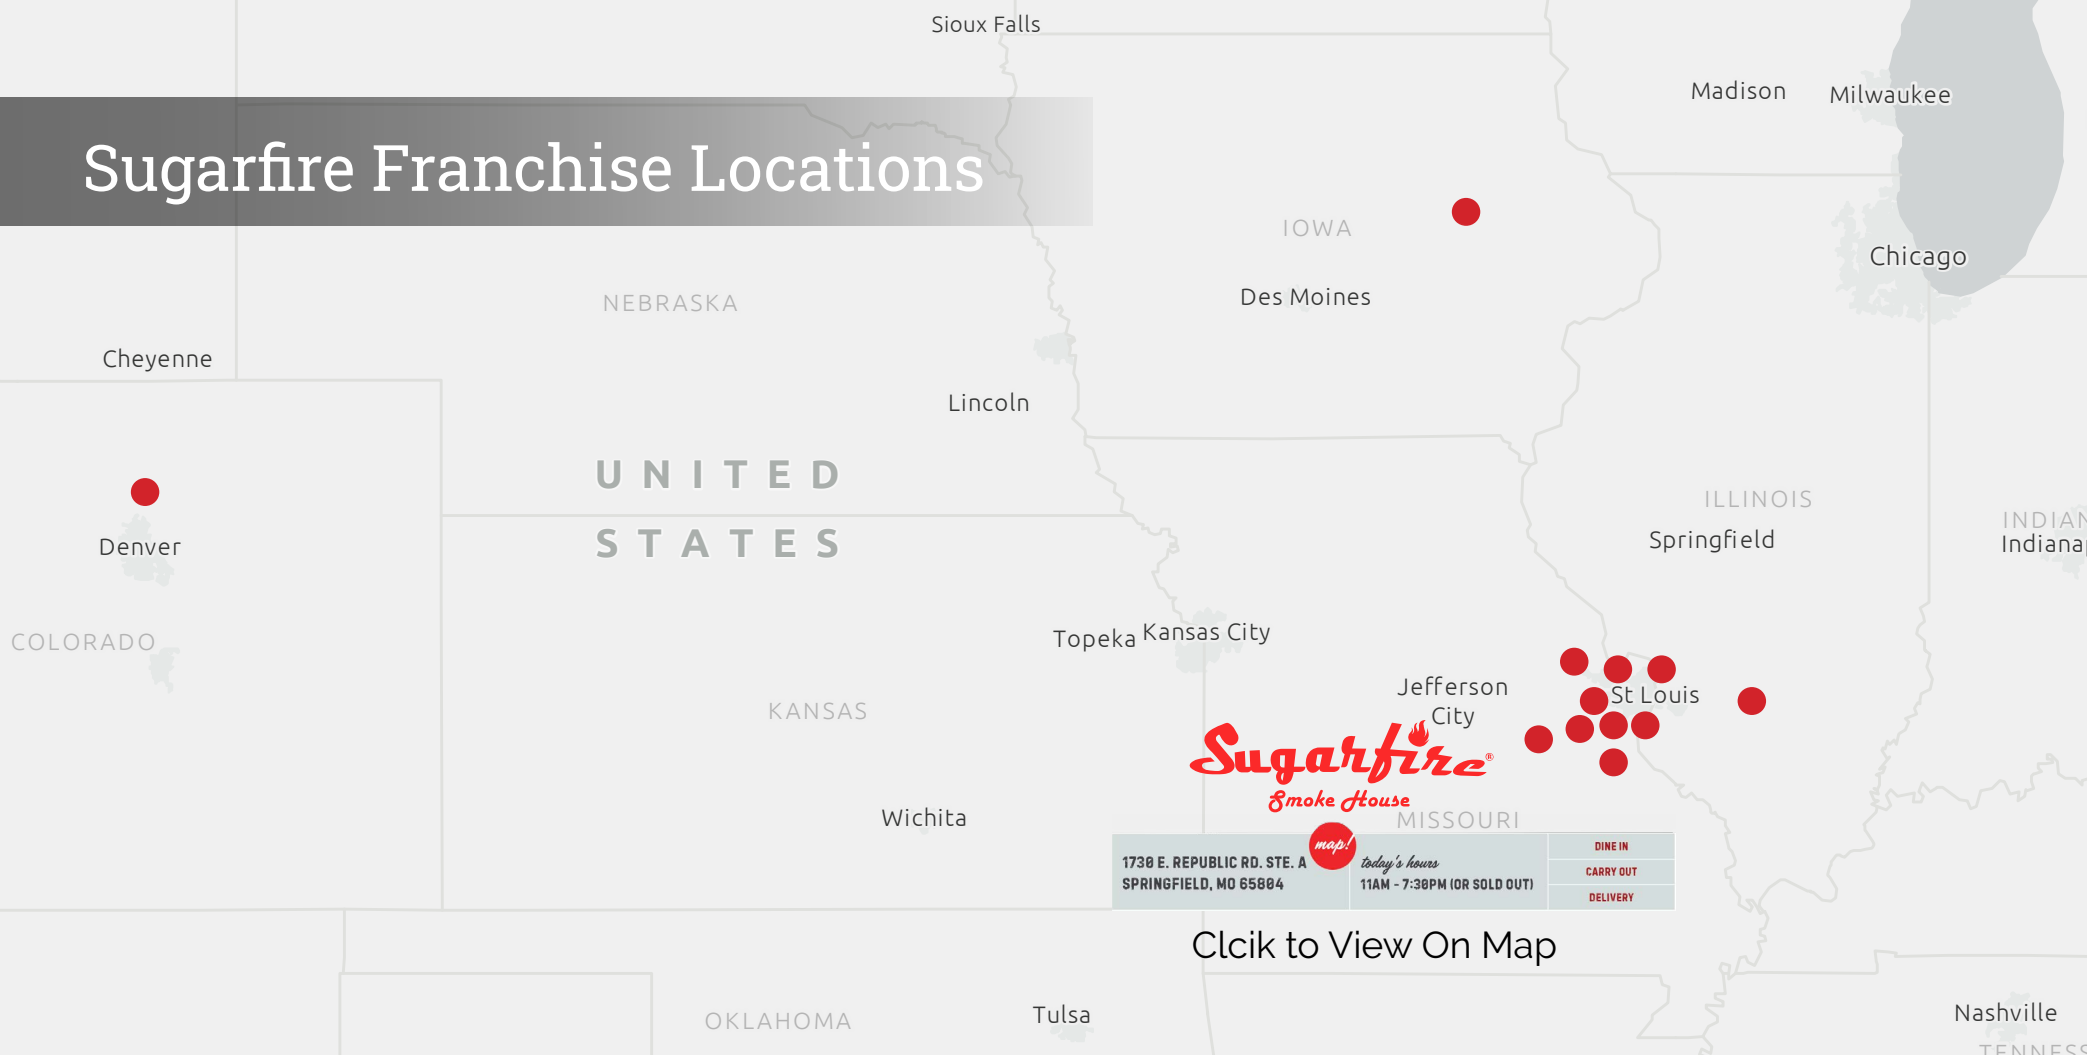 Sioux Falls
Madison
Milwaukee
Sugarfire Franchise Locations
IOWA
Chicago
Des Moines
NEBRASKA
Cheyenne
Lincoln
UNITED
STATES
ILLINOIS
Springfield
INDIAN
Indiana
Denver
COLORADO
Topeka
Kansas City
Jefferson
City
St Louis
KANSAS
Sugarfire®
Smoke House
Wichita
MISSOURI
map!
1730 E. REPUBLIC RD. STE. A
SPRINGFIELD, MO 65804
today's hours
11AM - 7:30PM (OR SOLD OUT)
DINE IN
CARRY OUT
DELIVERY
Clcik to View On Map
OKLAHOMA
Tulsa
Nashville
TENNESS